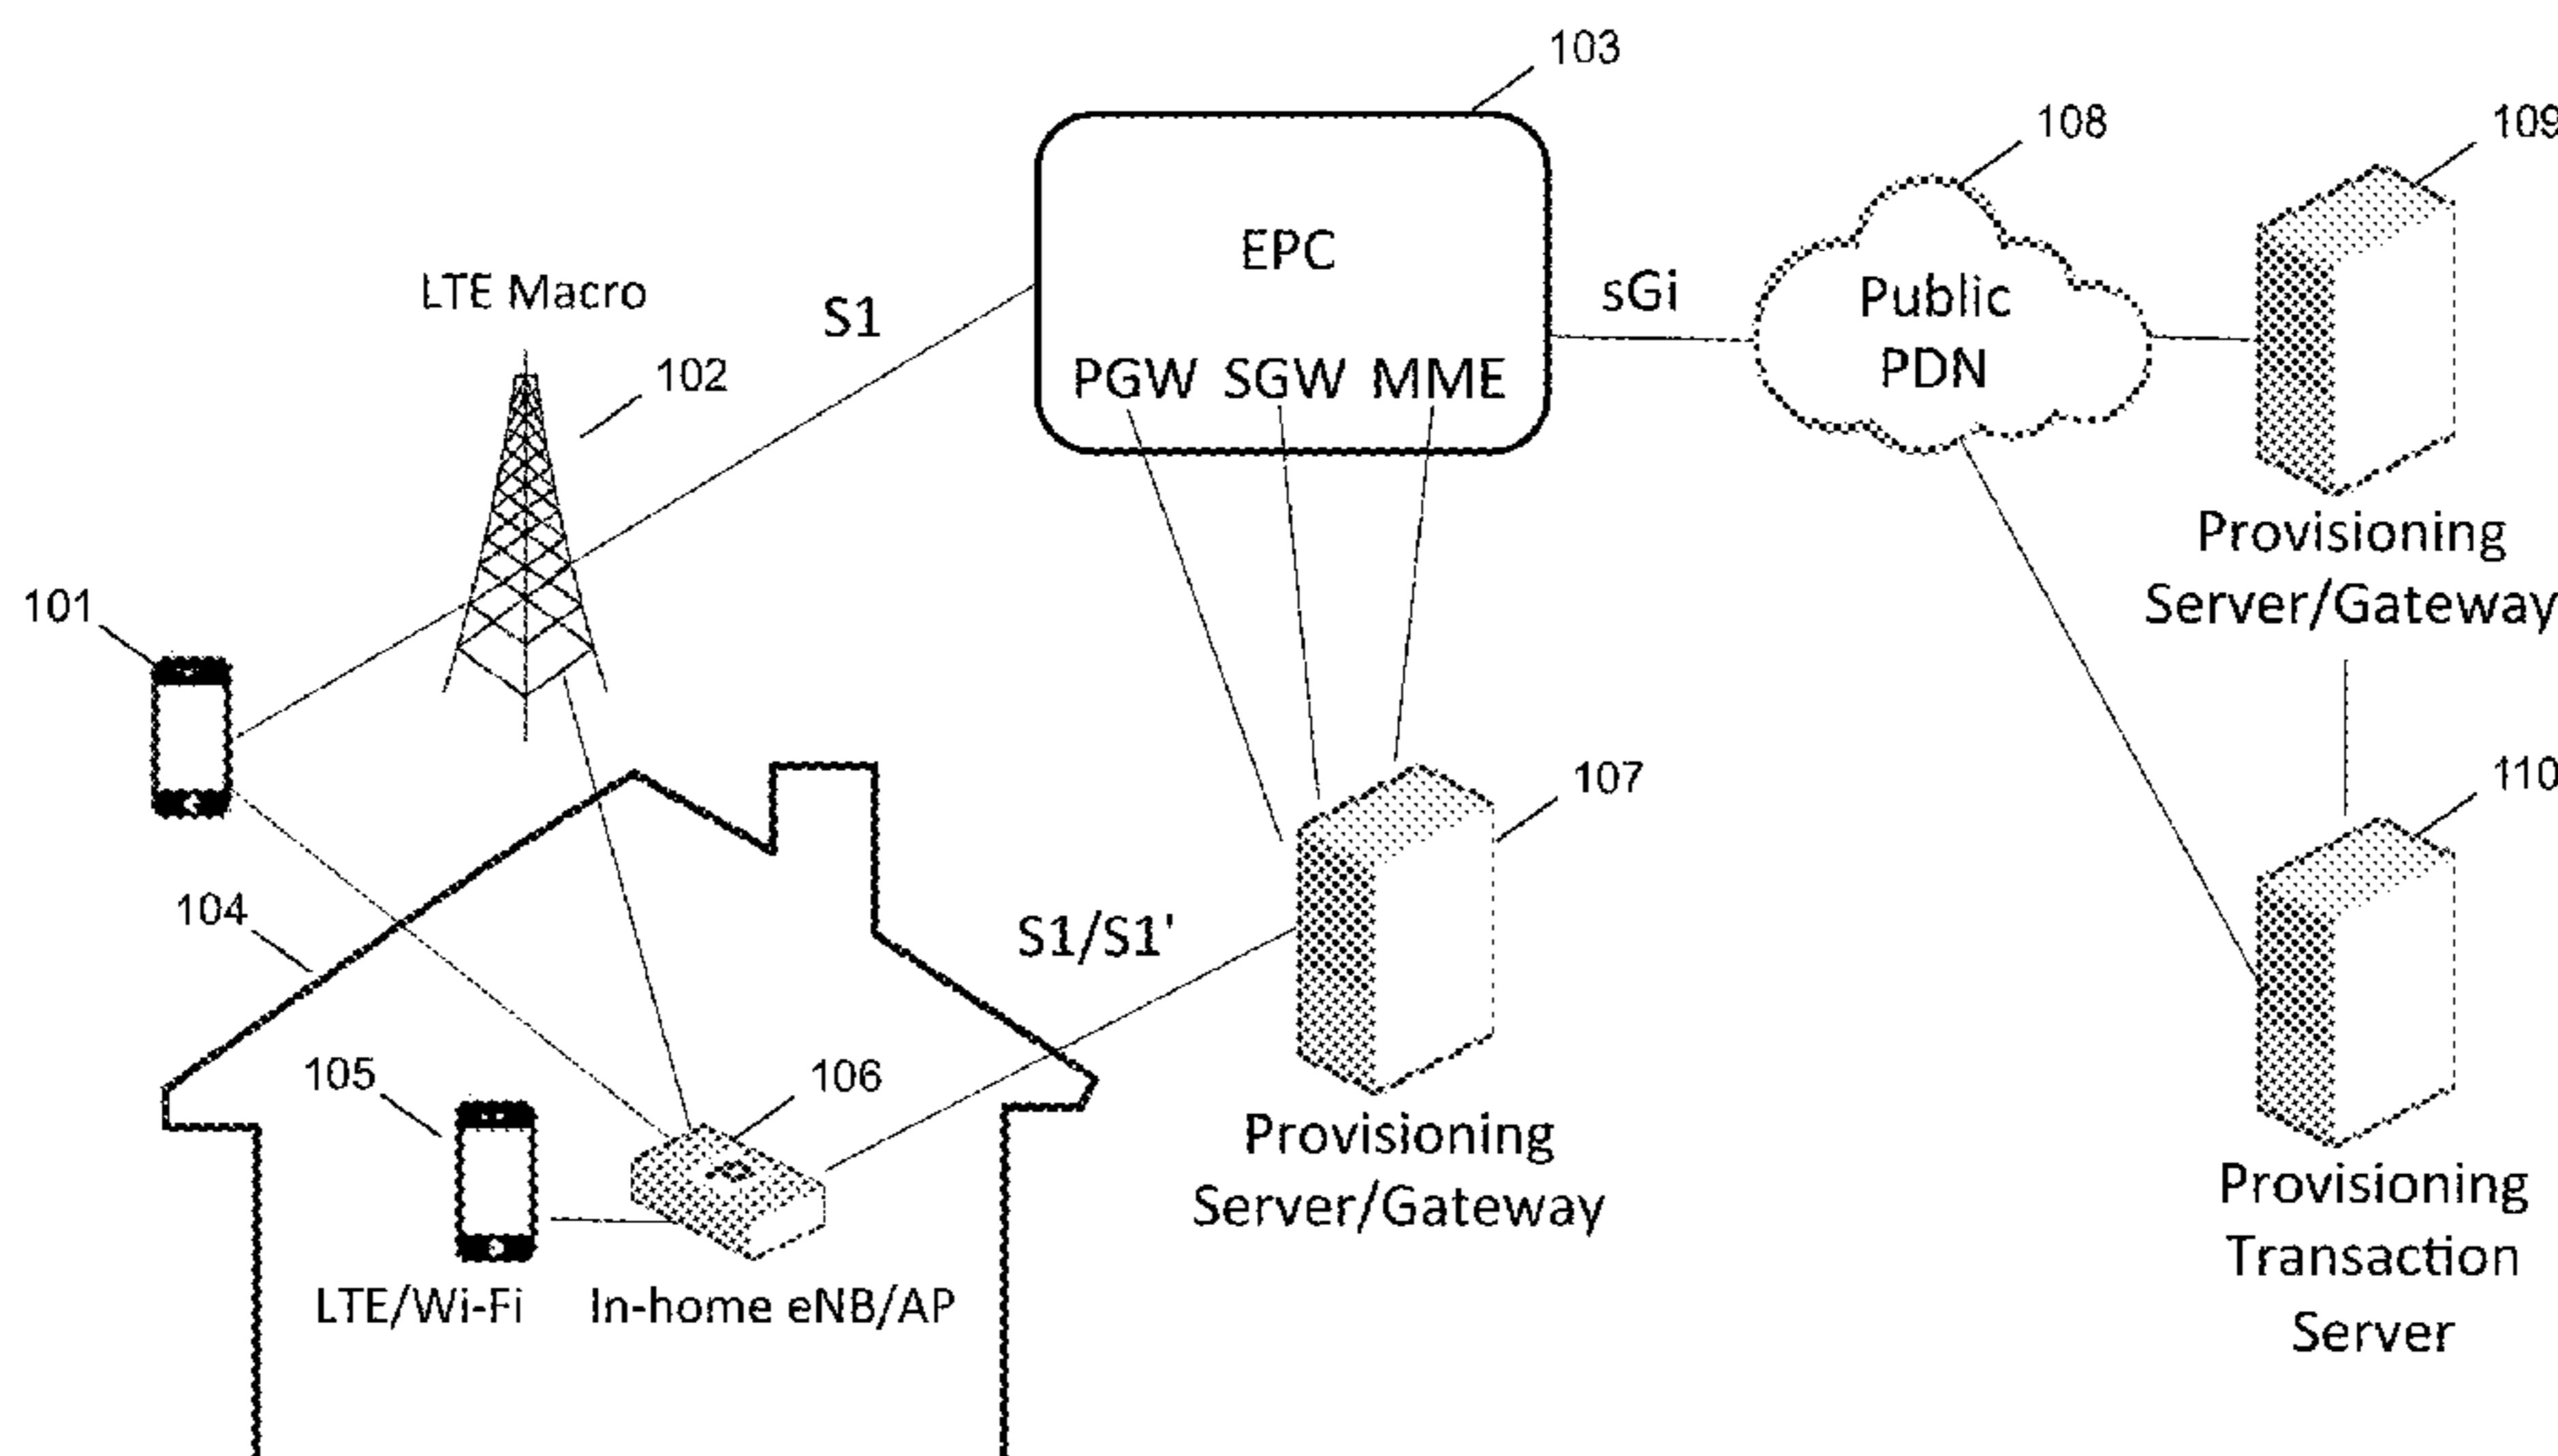 103
108
109
EPC
LTE Macro
S1
sGi
Public
PDN
102
PGW SGW MME
Provisioning
Server/Gateway
101
107
110
104
S1/S1'
105
106
Provisioning
Server/Gateway
Provisioning
Transaction
Server
LTE/Wi-Fi
In-home eNB/AP